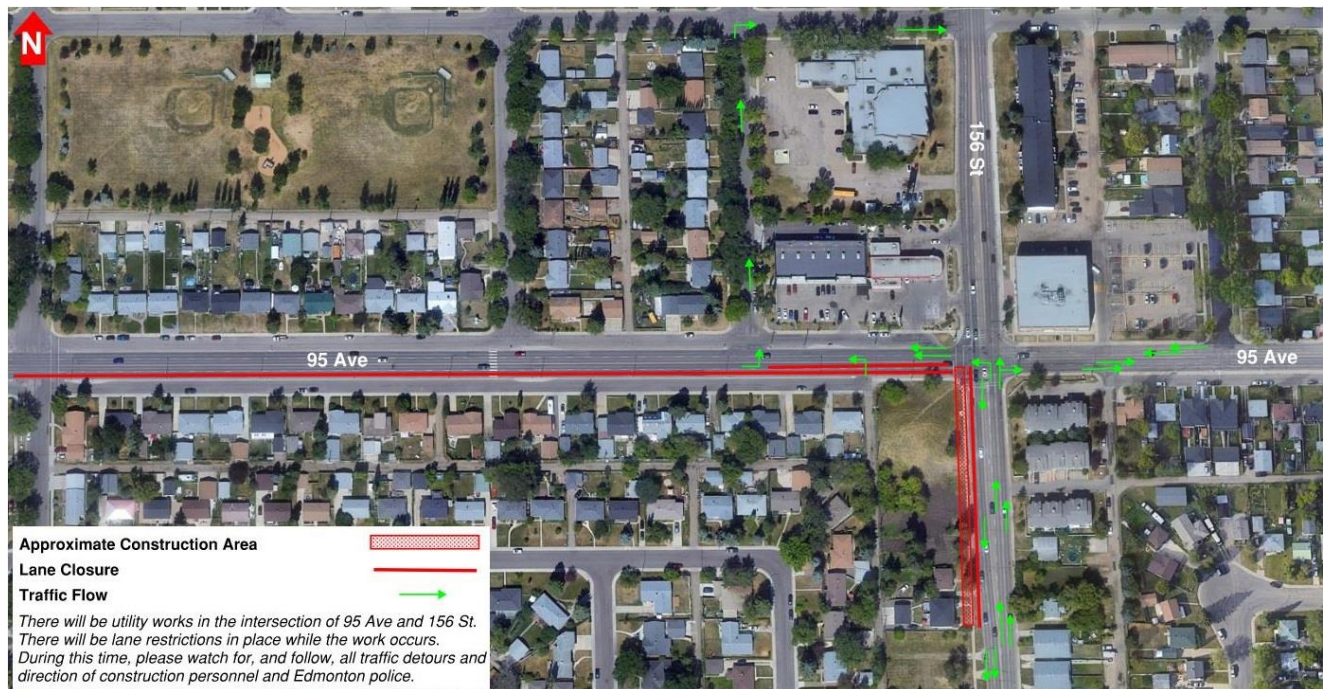 N
156 St
95 Ave
95 Ave
Approximate Construction Area
Lane Closure
Traffic Flow
There will be utility works in the intersection of 95 Ave and 156 St.
There will be lane restrictions in place while the work occurs.
During this time, please watch for, and follow, all traffic detours and
direction of construction personnel and Edmonton police.